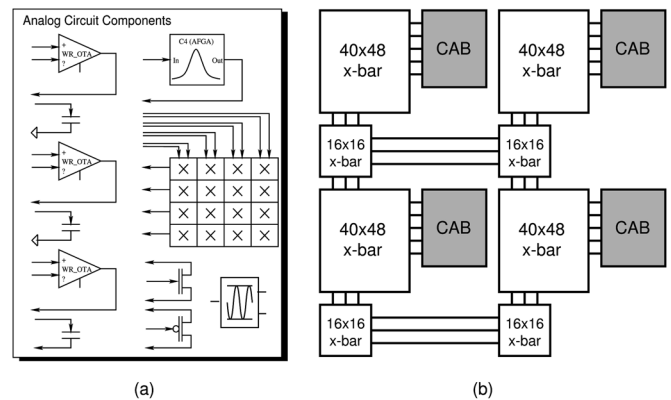 Analog Circuit Components
+
WR_OTA
?
C4 (AFGA)
In
Out
+
WR_OTA
?
+
WR_OTA
?
40x48
x-bar
CAB
40x48
x-bar
CAB
16x16
x-bar
16x16
x-bar
40x48
x-bar
CAB
40x48
x-bar
CAB
16x16
x-bar
16x16
x-bar
(a)
(b)